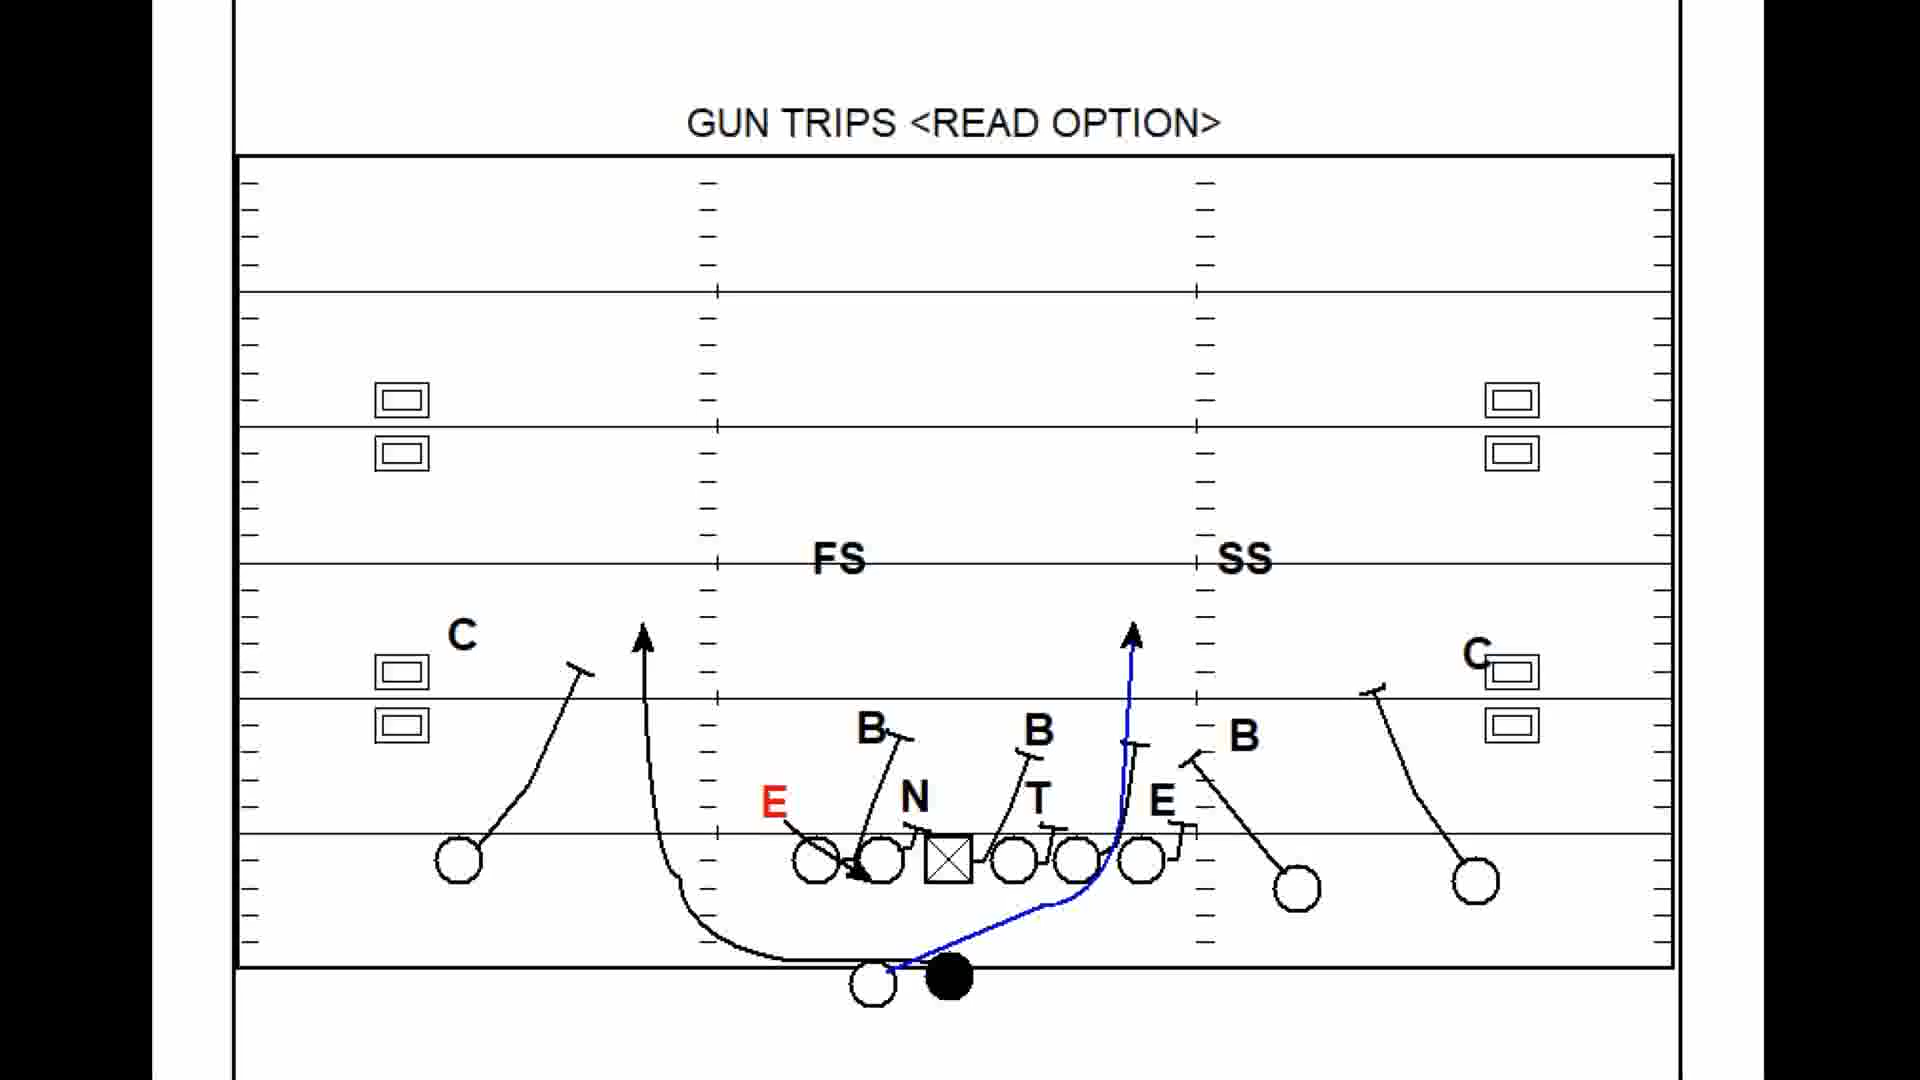 GUN TRIPS <READ OPTION>
FS SS
C C
B B B
E N T E